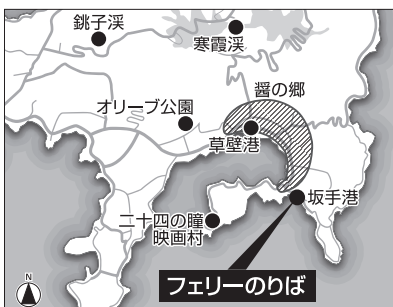 銚子渓
寒霞渓
醤の郷
オリーブ公園
草壁港
坂手港
二十四の瞳
映画村
フェリーのりば
N